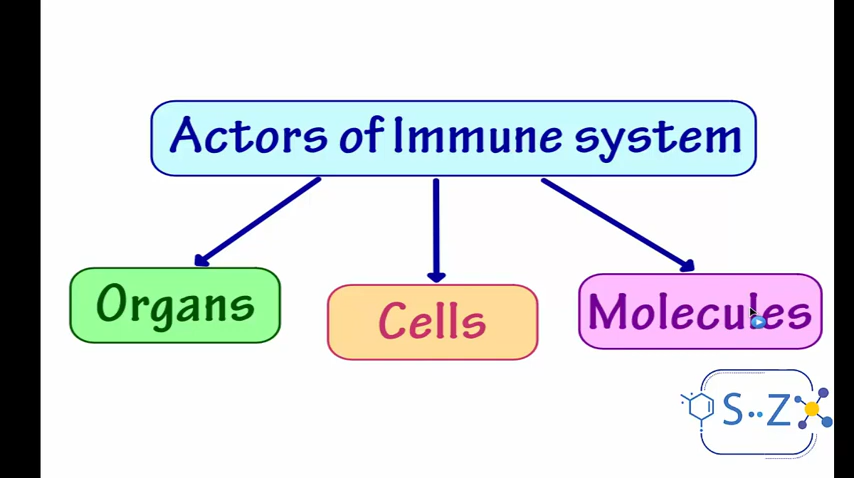 Actors of Immune system
Organs
Cells
Molecules
S..Z